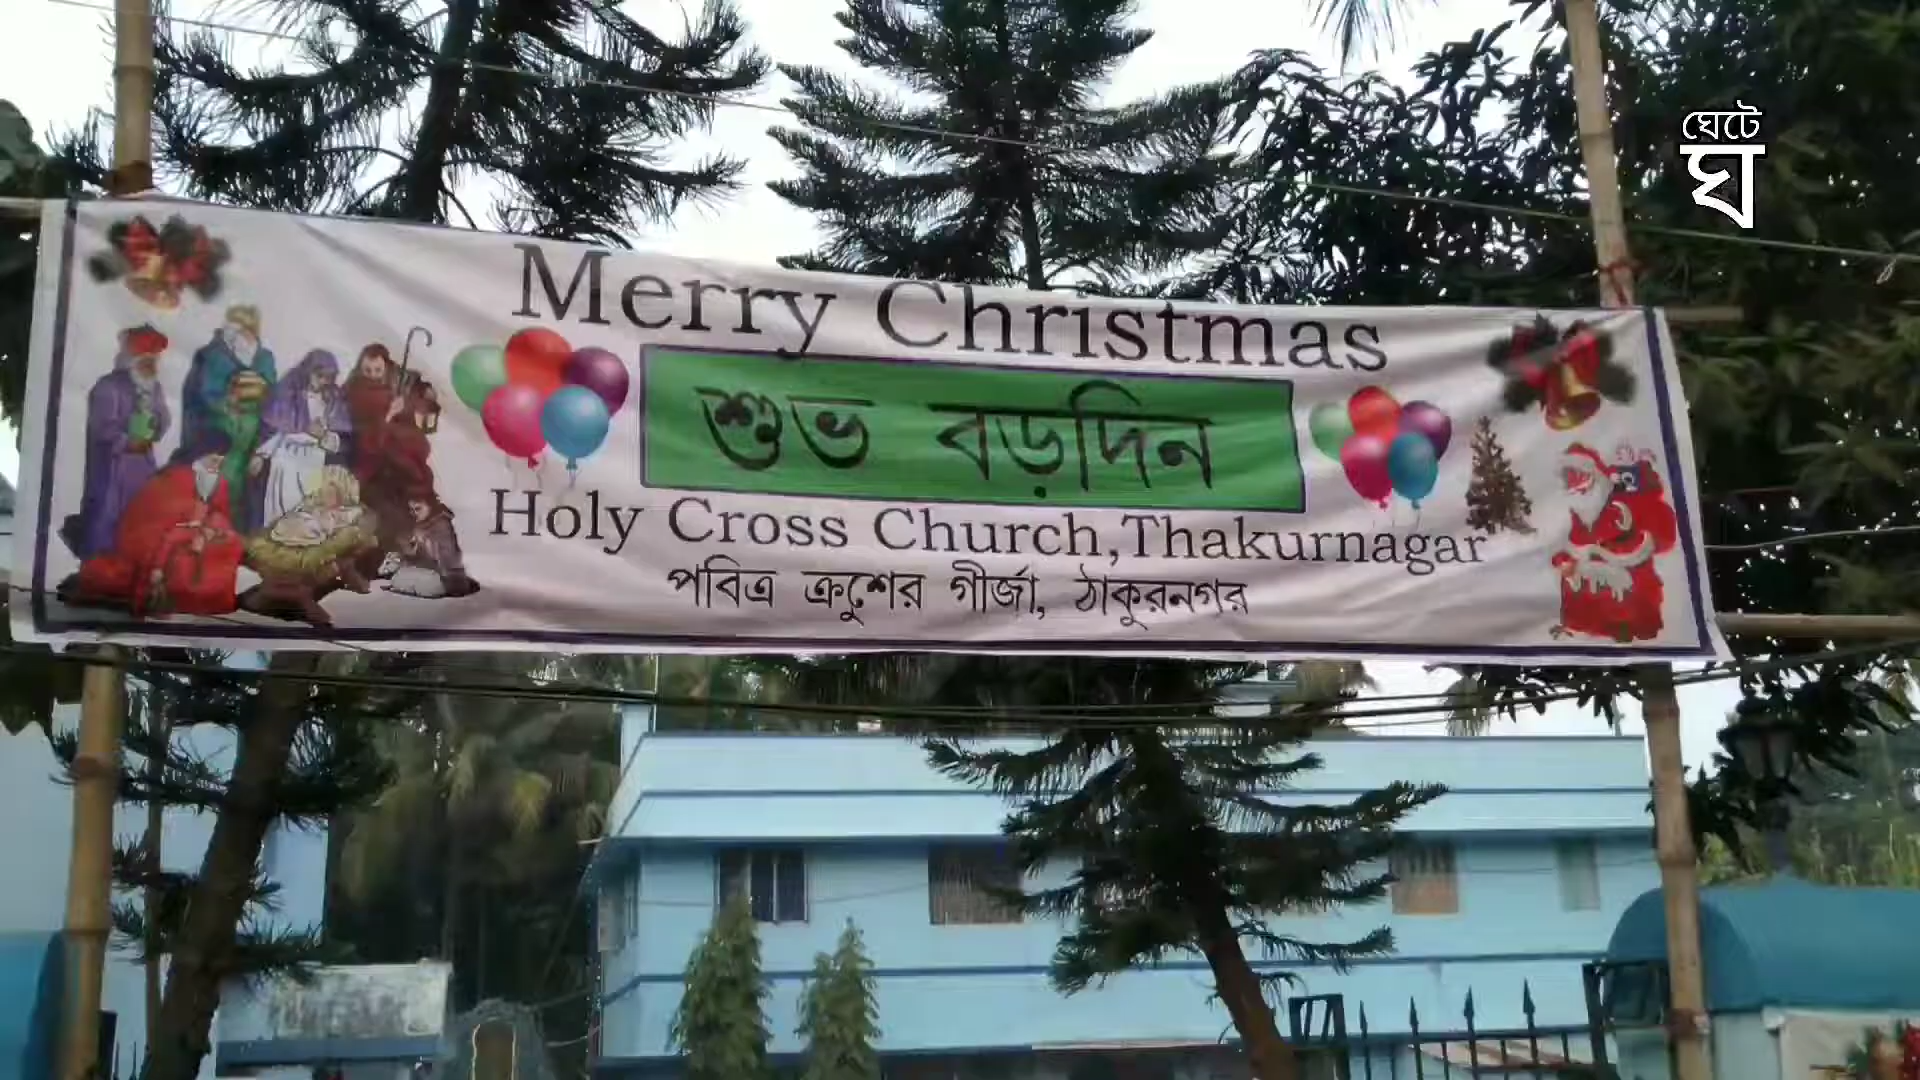 ঘেটে
ঘ
Merry Christmas
শুভ বড়দিন
Holy Cross Church,Thakurnagar
পবিত্র ক্রুশের গীর্জা, ঠাকুরনগর